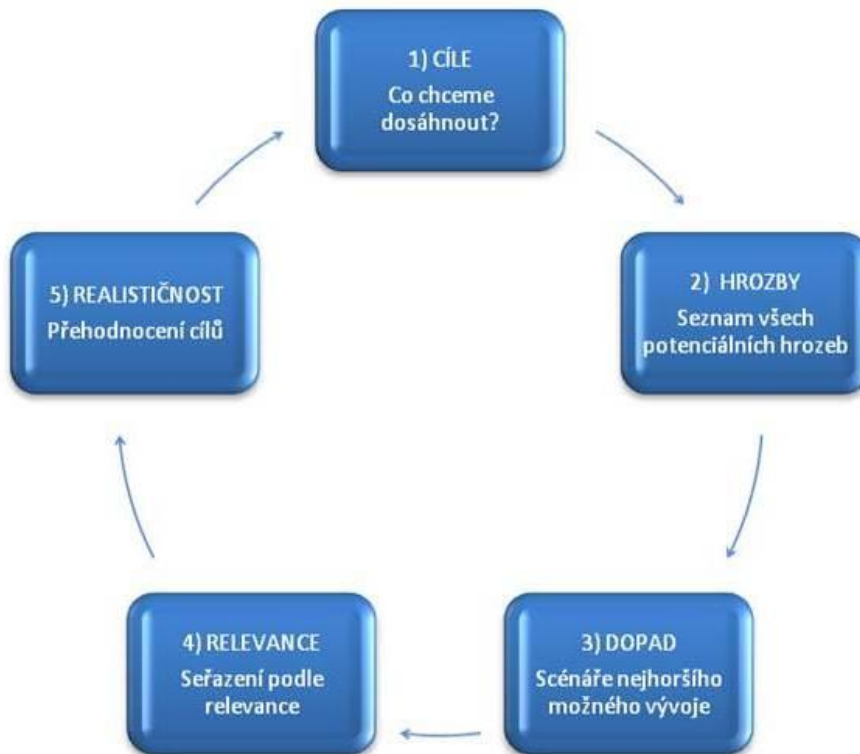 1) CÍLE
Co chceme
dosáhnout?
2) HROZBY
Seznam všech
potenciálních hrozeb
3) DOPAD
Scénáře nejhoršího
možného vývoje
4) RELEVANCE
Seřazení podle
relevance
5) REALISTIČNOST
Přehodnocení cílů